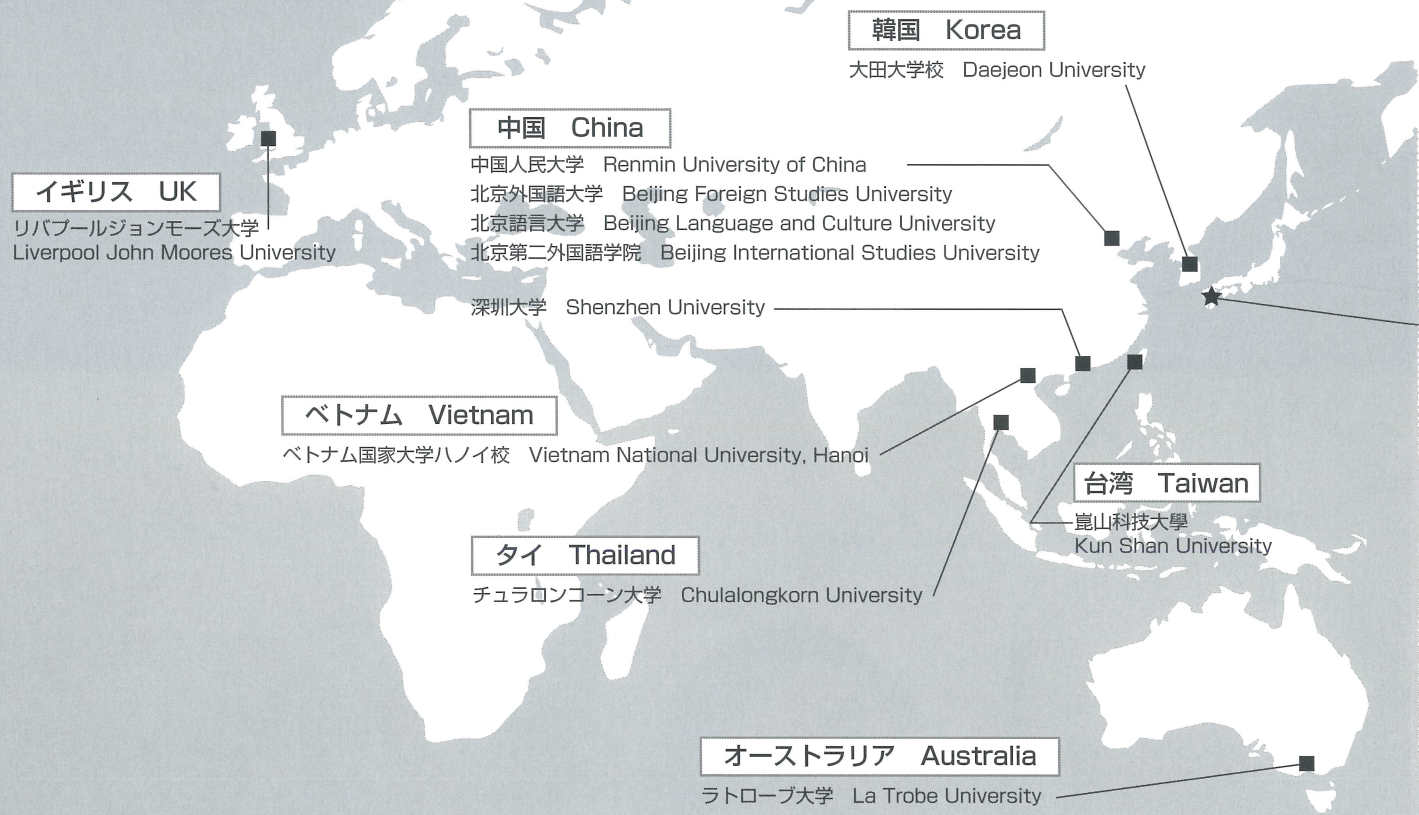 韓国　Korea
大田大学校　Daejeon University
中国　China
中国人民大学　Renmin University of China
北京外国語大学　Beijing Foreign Studies University
北京語言大学　Beijing Language and Culture University
北京第二外国語学院　Beijing International Studies University
深圳大学　Shenzhen University
イギリス　UK
リバプールジョンモーズ大学
Liverpool John Moores University
ベトナム　Vietnam
ベトナム国家大学ハノイ校　Vietnam National University, Hanoi
台湾　Taiwan
崑山科技大學
Kun Shan University
タイ　Thailand
チュラロンコーン大学　Chulalongkorn University
オーストラリア　Australia
ラトローブ大学　La Trobe University